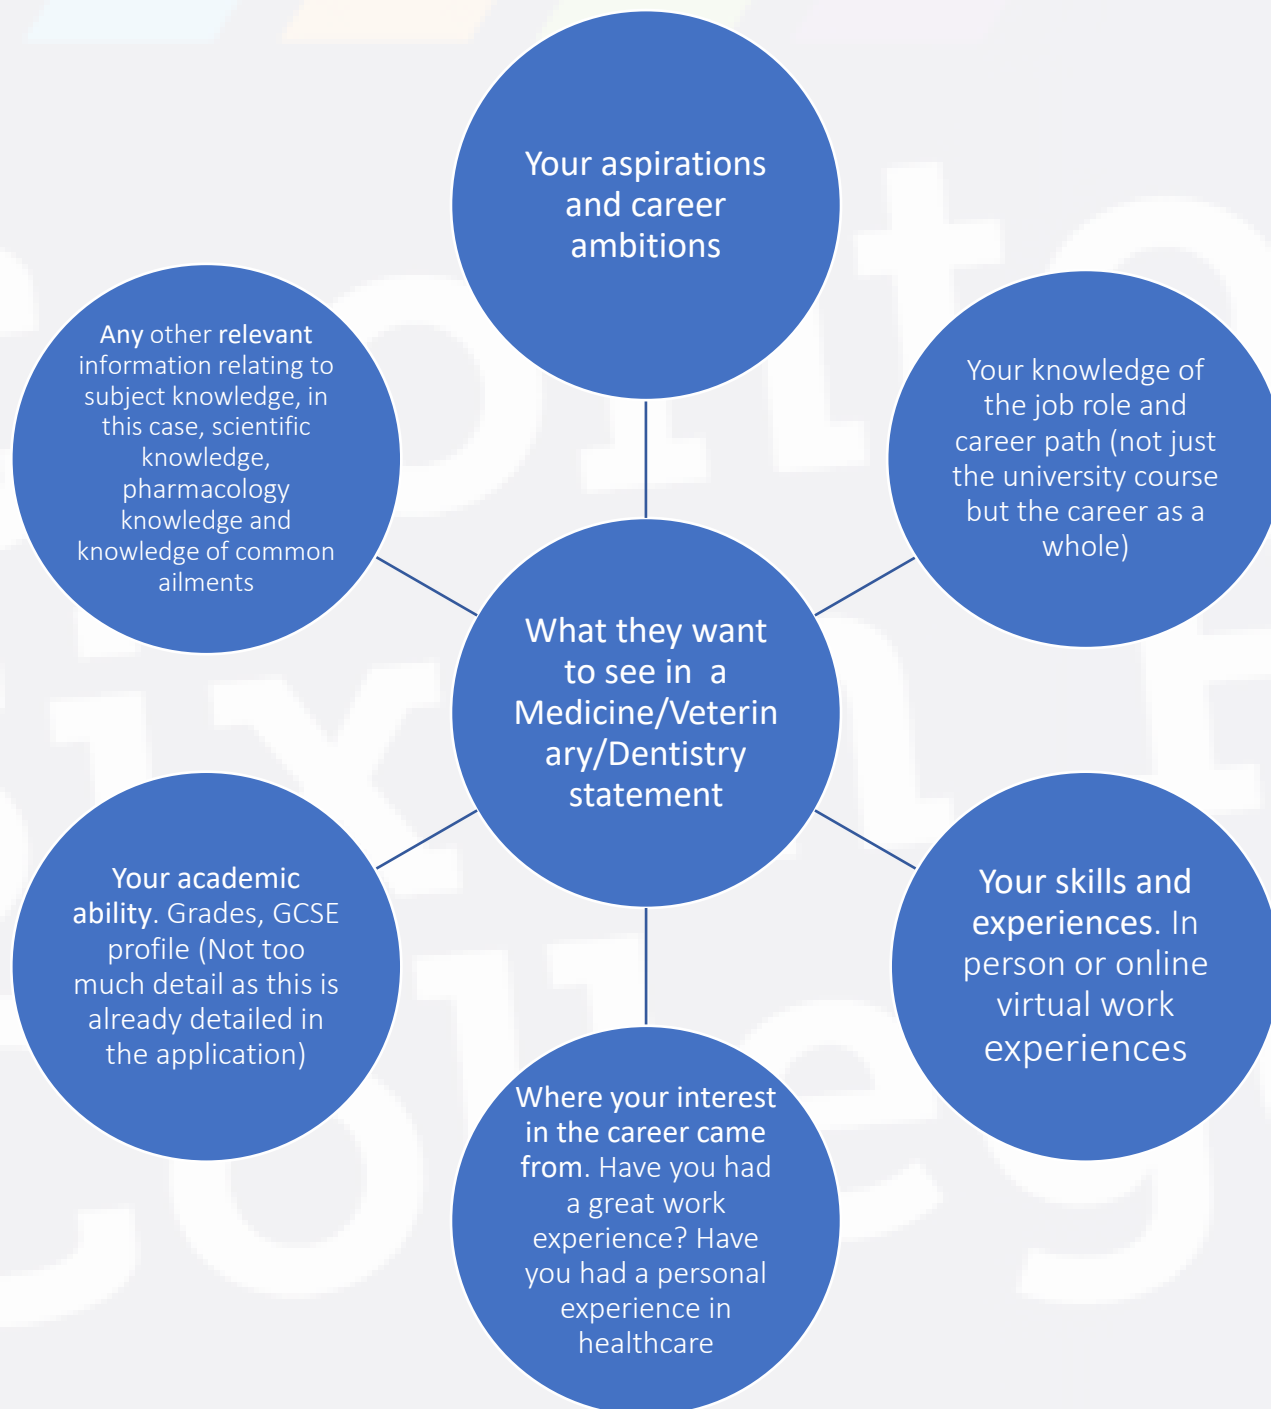 Your aspirations
and career
ambitions
Your knowledge of
the job role and
career path (not just
the university course
but the career as a
whole)
Your skills and
experiences. In
person or online
virtual work
experiences
Where your interest
in the career came
from. Have you had
a great work
experience? Have
you had a personal
experience in
healthcare
Your academic
ability. Grades, GCSE
profile (Not too
much detail as this is
already detailed in
the application)
Any other relevant
information relating to
subject knowledge, in
this case, scientific
knowledge,
pharmacology
knowledge and
knowledge of common
ailments
What they want
to see in a
Medicine/Veterin
ary/Dentistry
statement